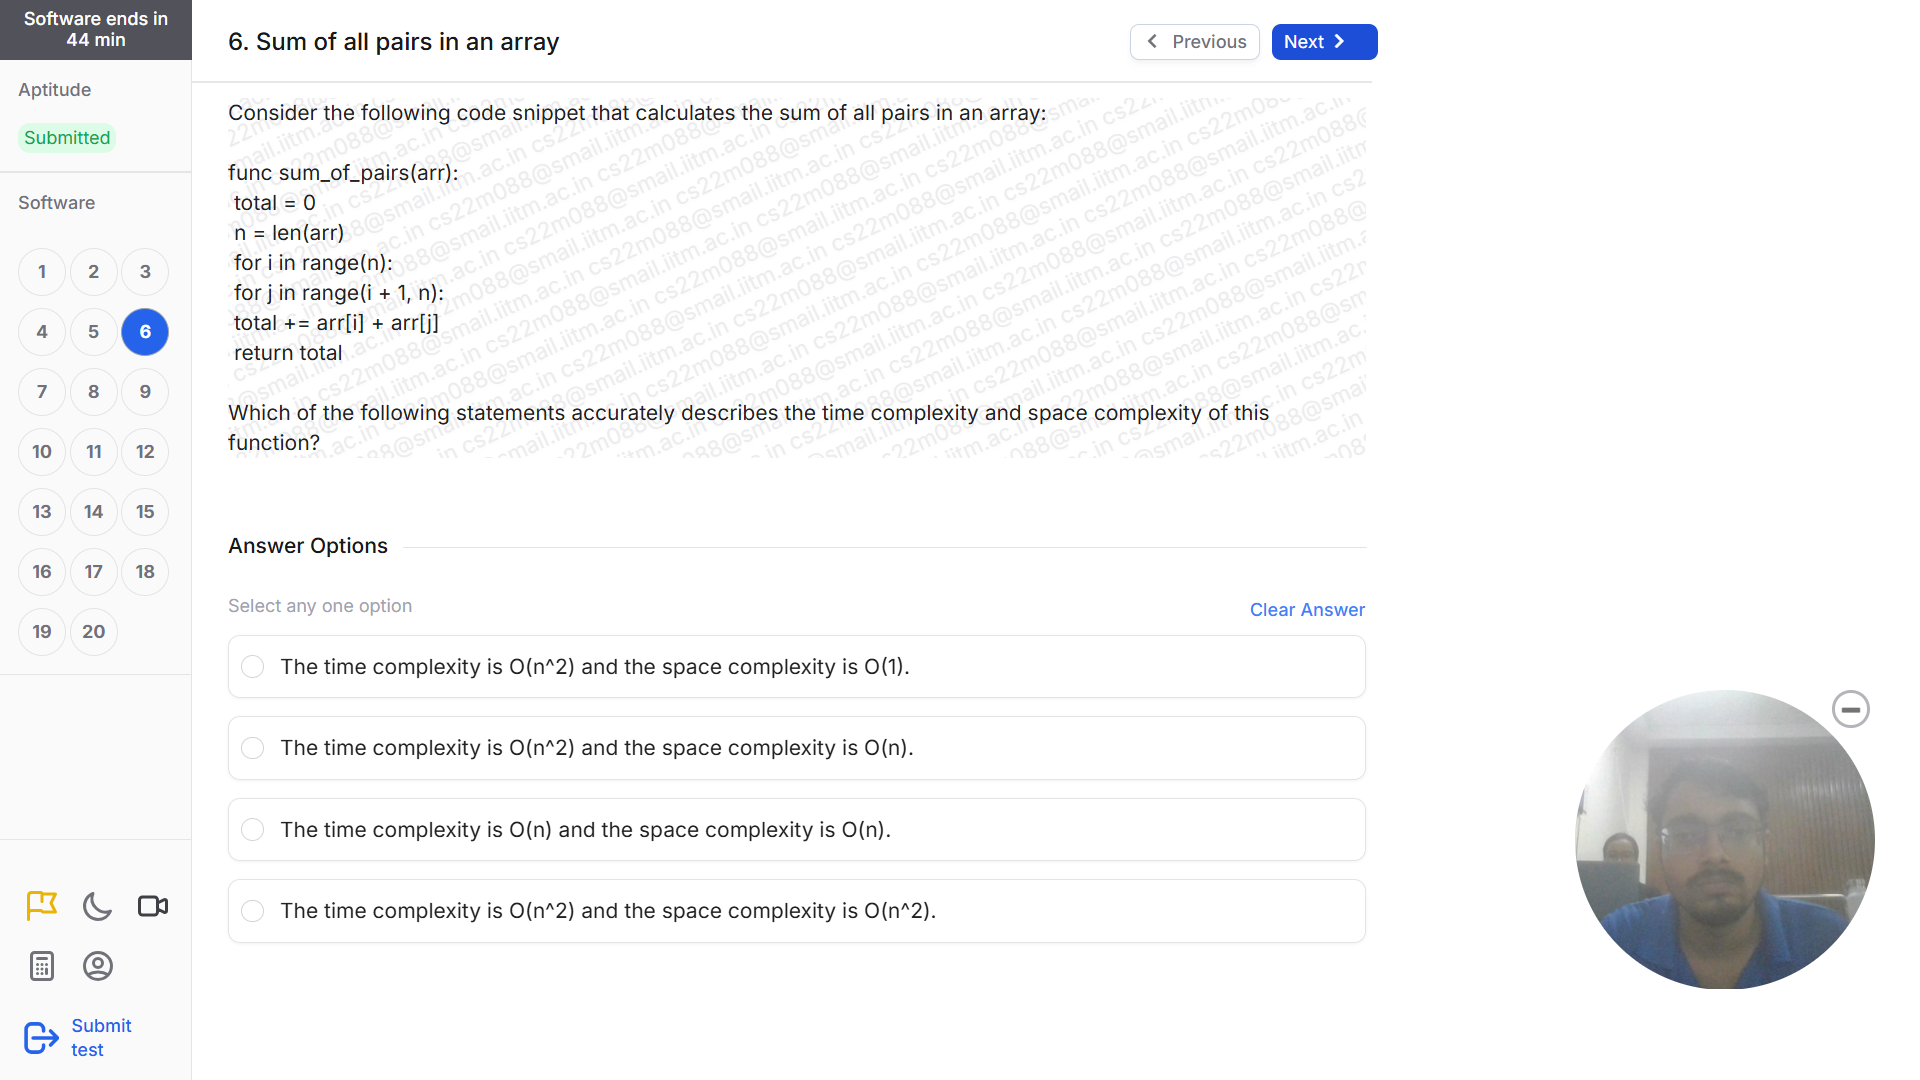 Software ends in
44 min
Aptitude
Submitted
Software
1 2 3
4 5 6
7 8 9
10 11 12
13 14 15
16 17 18
19 20
Submit
test
6. Sum of all pairs in an array
Previous
Next
Consider the following code snippet that calculates the sum of all pairs in an array:
func sum_of_pairs(arr):
total = 0
n = len(arr)
for i in range(n):
for j in range(i + 1, n):
total += arr[i] + arr[j]
return total
Which of the following statements accurately describes the time complexity and space complexity of this
function?
cs22m088@smail.iitm.ac.in
Answer Options
Select any one option
Clear Answer
The time complexity is O(n^2) and the space complexity is O(1).
The time complexity is O(n^2) and the space complexity is O(n).
The time complexity is O(n) and the space complexity is O(n).
The time complexity is O(n^2) and the space complexity is O(n^2).